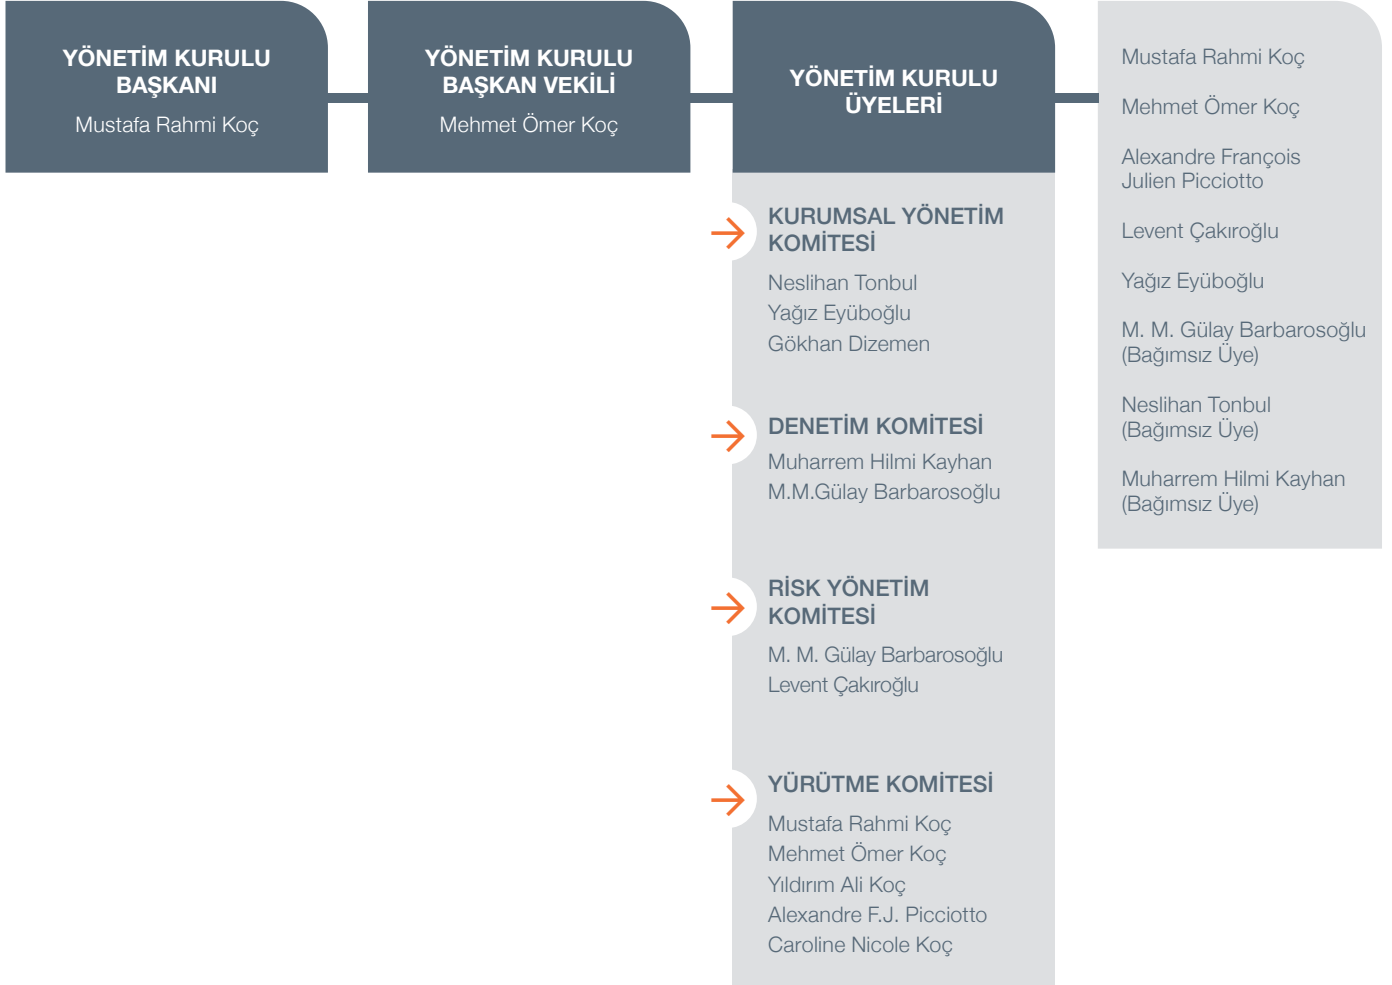 YÖNETİM KURULU
BAŞKANI
Mustafa Rahmi Koç
YÖNETİM KURULU
BAŞKAN VEKİLİ
Mehmet Ömer Koç
YÖNETİM KURULU
ÜYELERİ
Mustafa Rahmi Koç
Mehmet Ömer Koç
Alexandre François
Julien Picciotto
Levent Çakıroğlu
Yağız Eyüboğlu
M. M. Gülay Barbarosoğlu
(Bağımsız Üye)
Neslihan Tonbul
(Bağımsız Üye)
Muharrem Hilmi Kayhan
(Bağımsız Üye)
KURUMSAL YÖNETİM
KOMİTESİ
Neslihan Tonbul
Yağız Eyüboğlu
Gökhan Dizemen
DENETİM KOMİTESİ
Muharrem Hilmi Kayhan
M.M.Gülay Barbarosoğlu
RİSK YÖNETİM
KOMİTESİ
M. M. Gülay Barbarosoğlu
Levent Çakıroğlu
YÜRÜTME KOMİTESİ
Mustafa Rahmi Koç
Mehmet Ömer Koç
Yıldırım Ali Koç
Alexandre F.J. Picciotto
Caroline Nicole Koç